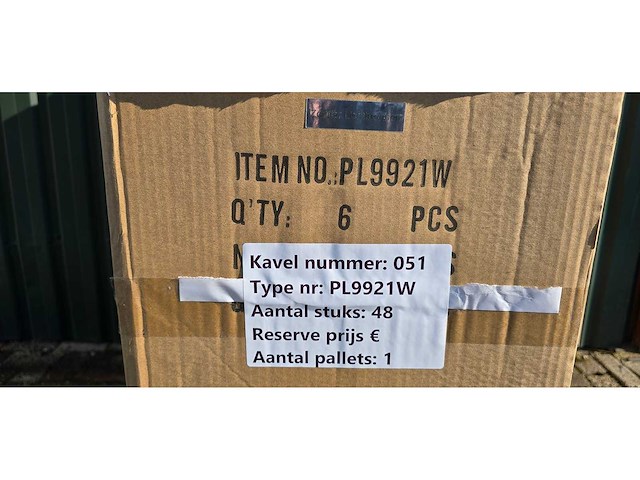 ITEM NO.:PL9921W
Q'TY: 6 PCS
Kavel nummer: 051
Type nr: PL9921W
Aantal stuks: 48
Reserve prijs €
Aantal pallets: 1